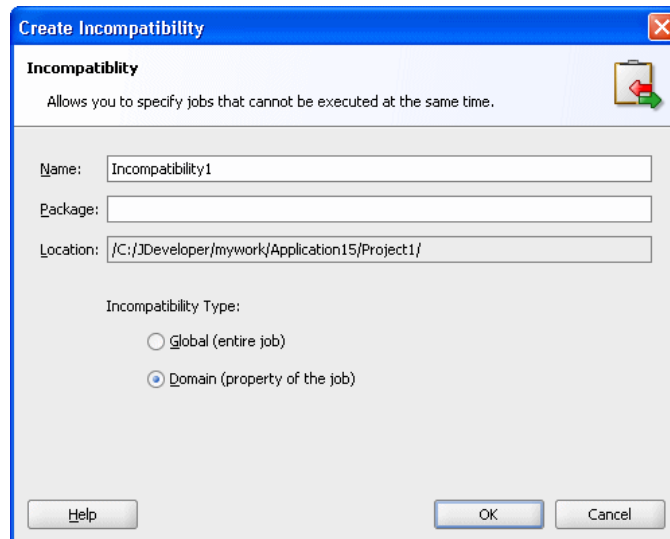 Create Incompatibility
Incompatiblity
Allows you to specify jobs that cannot be executed at the same time.
Name: Incompatibility1
Package:
Location: /C:/JDeveloper/mywork/Application15/Project1/
Incompatibility Type:
Global (entire job)
Domain (property of the job)
Help OK Cancel